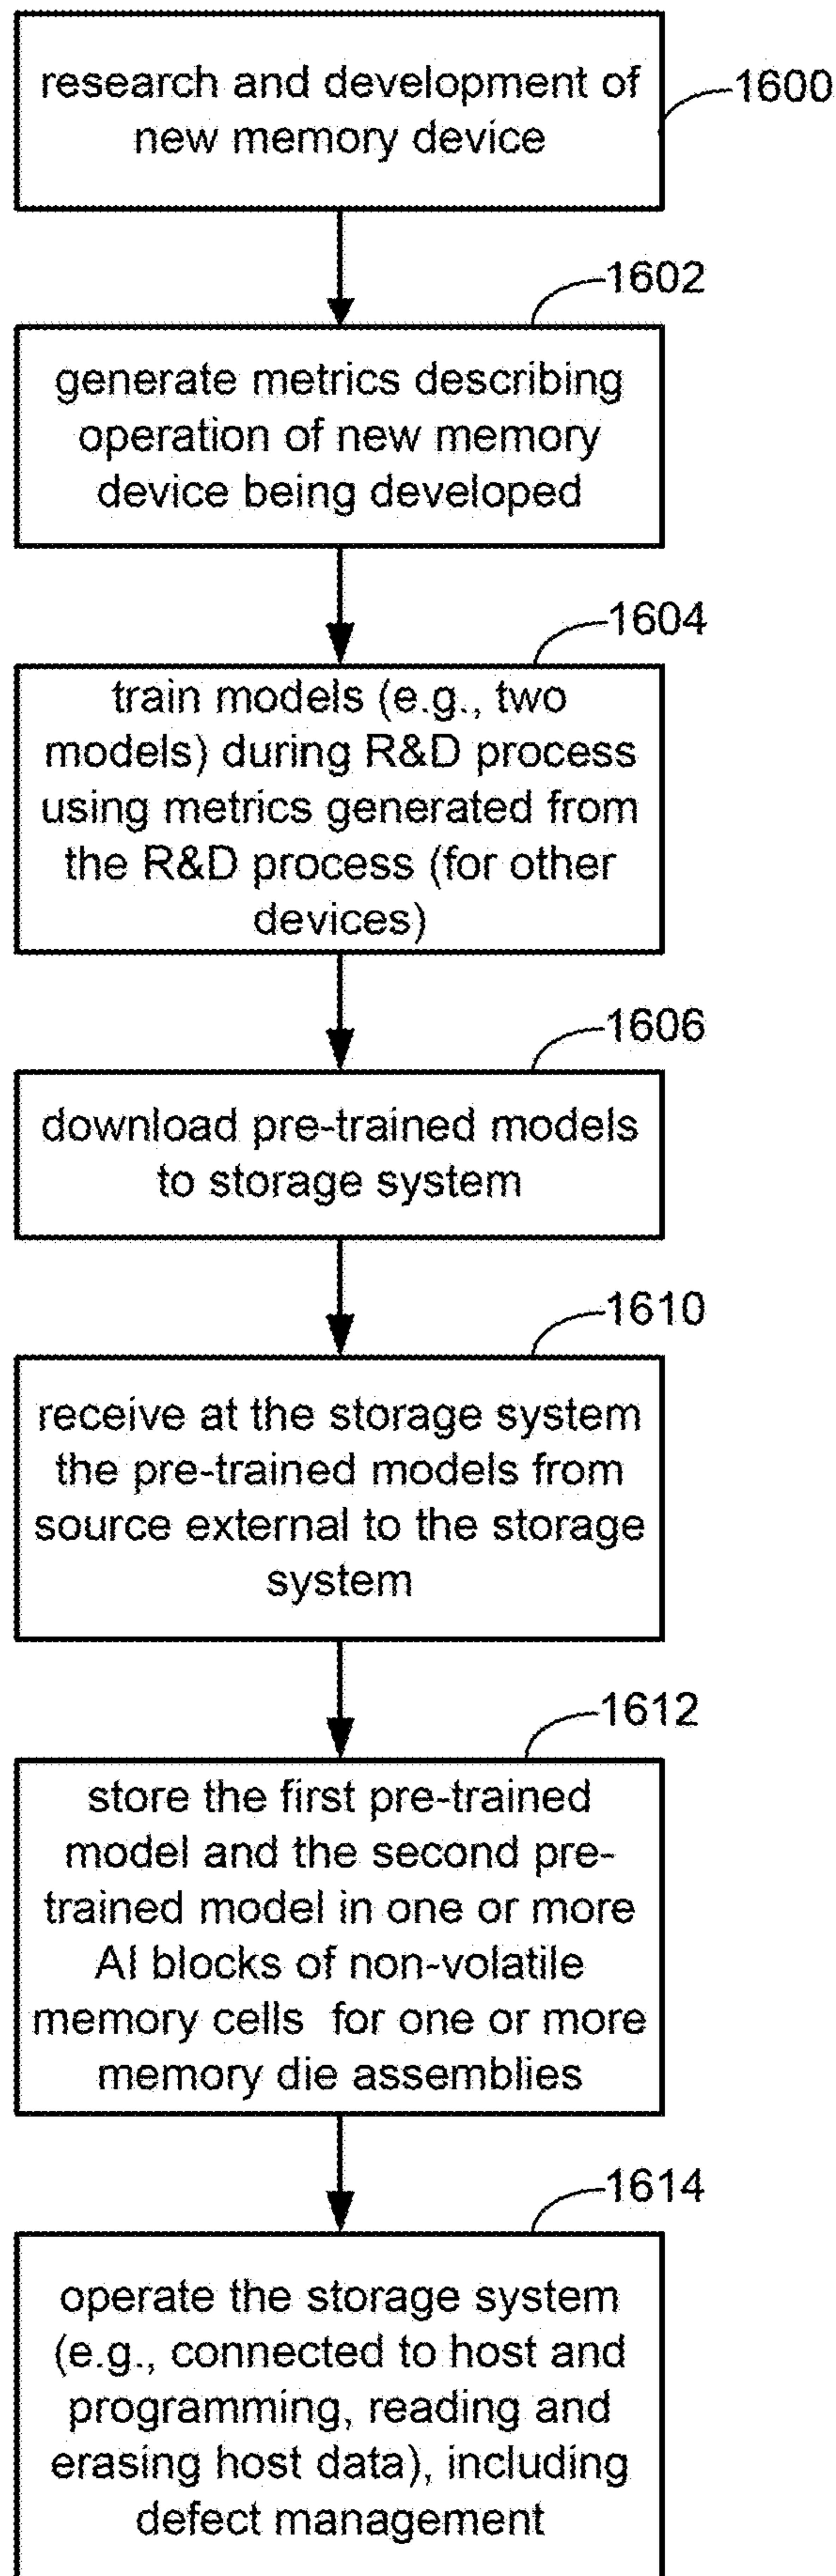 research and development of
new memory device
1600
1602
generate metrics describing
operation of new memory
device being developed
1604
train models (e.g., two
models) during R&D process
using metrics generated from
the R&D process (for other
devices)
1606
download pre-trained models
to storage system
1610
receive at the storage system
the pre-trained models from
source external to the storage
system
1612
store the first pre-trained
model and the second pre-
trained model in one or more
AI blocks of non-volatile
memory cells for one or more
memory die assemblies
1614
operate the storage system
(e.g., connected to host and
programming, reading and
erasing host data), including
defect management